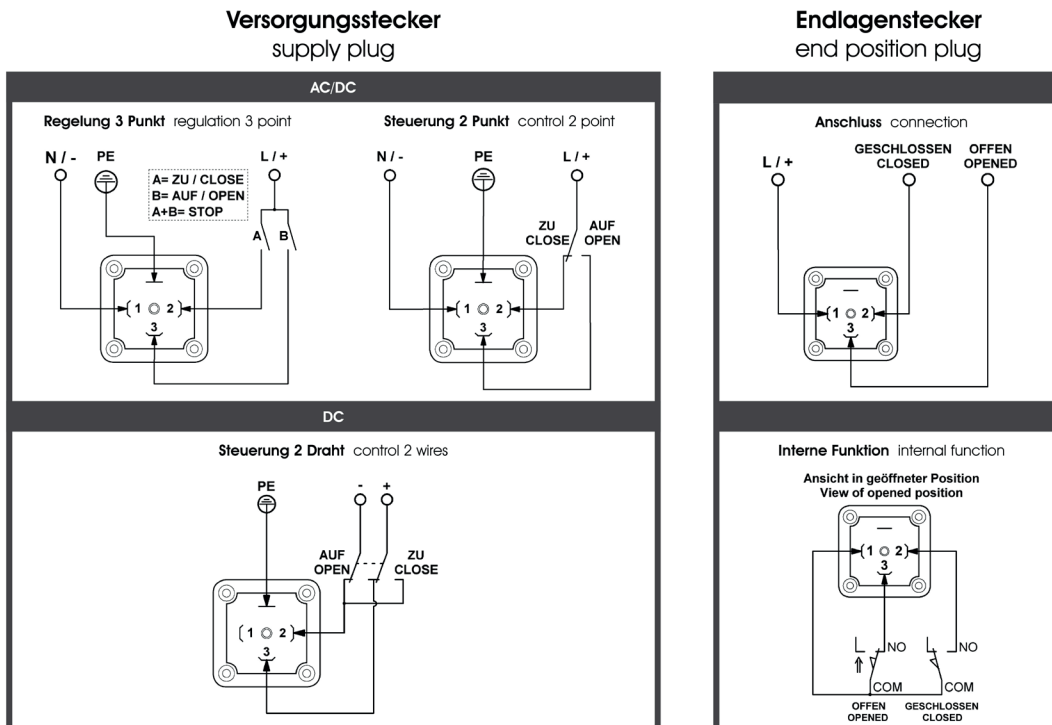 Versorgungsstecker
supply plug
AC/DC
Regelung 3 Punkt regulation 3 point
N / -
PE
L / +
A= ZU / CLOSE
B= AUF / OPEN
A+B= STOP
A
B
1
2
3
Steuerung 2 Punkt control 2 point
N / -
PE
L / +
ZU
CLOSE
AUF
OPEN
1
2
3
DC
Steuerung 2 Draht control 2 wires
PE
-
+
AUF
OPEN
ZU
CLOSE
1
2
3
Endlagenstecker
end position plug
Anschluss connection
L / +
GESCHLOSSEN
CLOSED
OFFEN
OPENED
1
2
3
Interne Funktion internal function
Ansicht in geöffneter Position
View of opened position
1
2
3
NO
NO
COM
COM
OFFEN
OPENED
GESCHLOSSEN
CLOSED